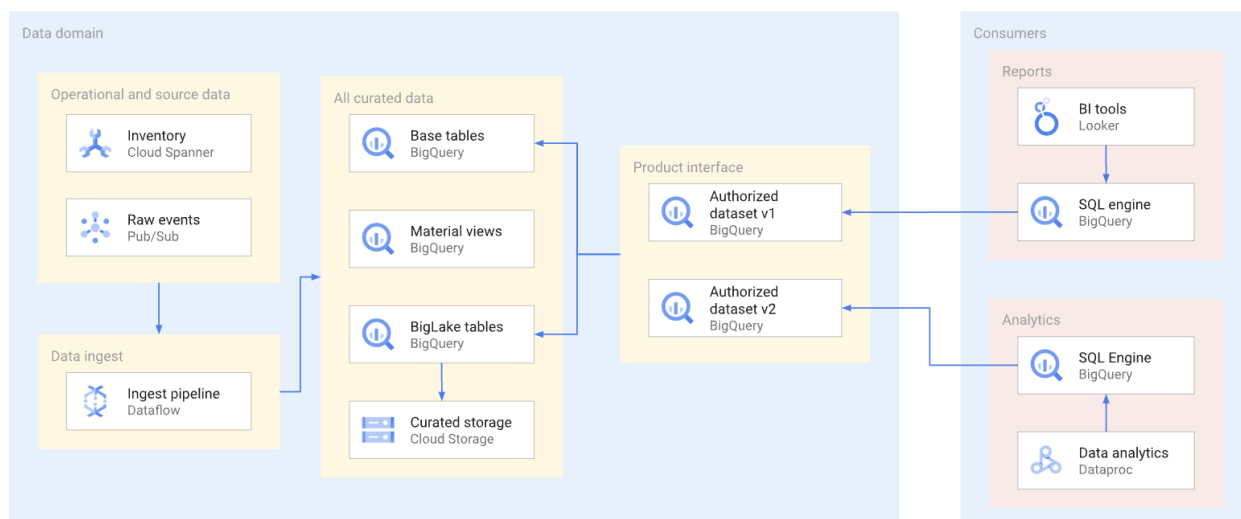 Data domain
Operational and source data
Inventory
Cloud Spanner
Raw events
Pub/Sub
Data ingest
Ingest pipeline
Dataflow
All curated data
Base tables
BigQuery
Material views
BigQuery
BigLake tables
BigQuery
Curated storage
Cloud Storage
Product interface
Authorized
dataset v1
BigQuery
Authorized
dataset v2
BigQuery
Consumers
Reports
BI tools
Looker
SQL engine
BigQuery
Analytics
SQL Engine
BigQuery
Data analytics
Dataproc